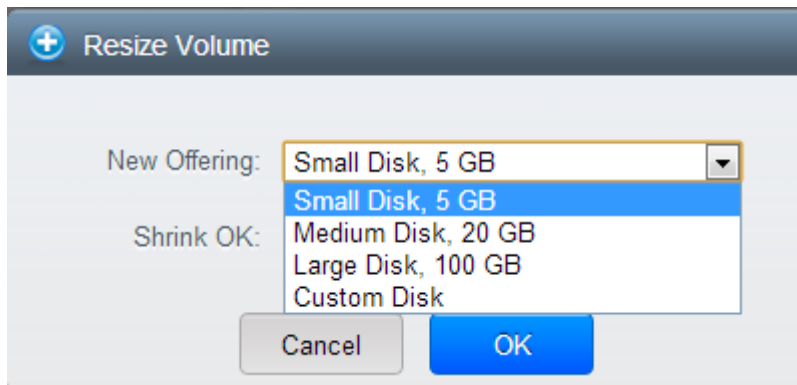 Resize Volume
New Offering: Small Disk, 5 GB
Small Disk, 5 GB
Shrink OK: Medium Disk, 20 GB
Large Disk, 100 GB
Custom Disk
Cancel OK